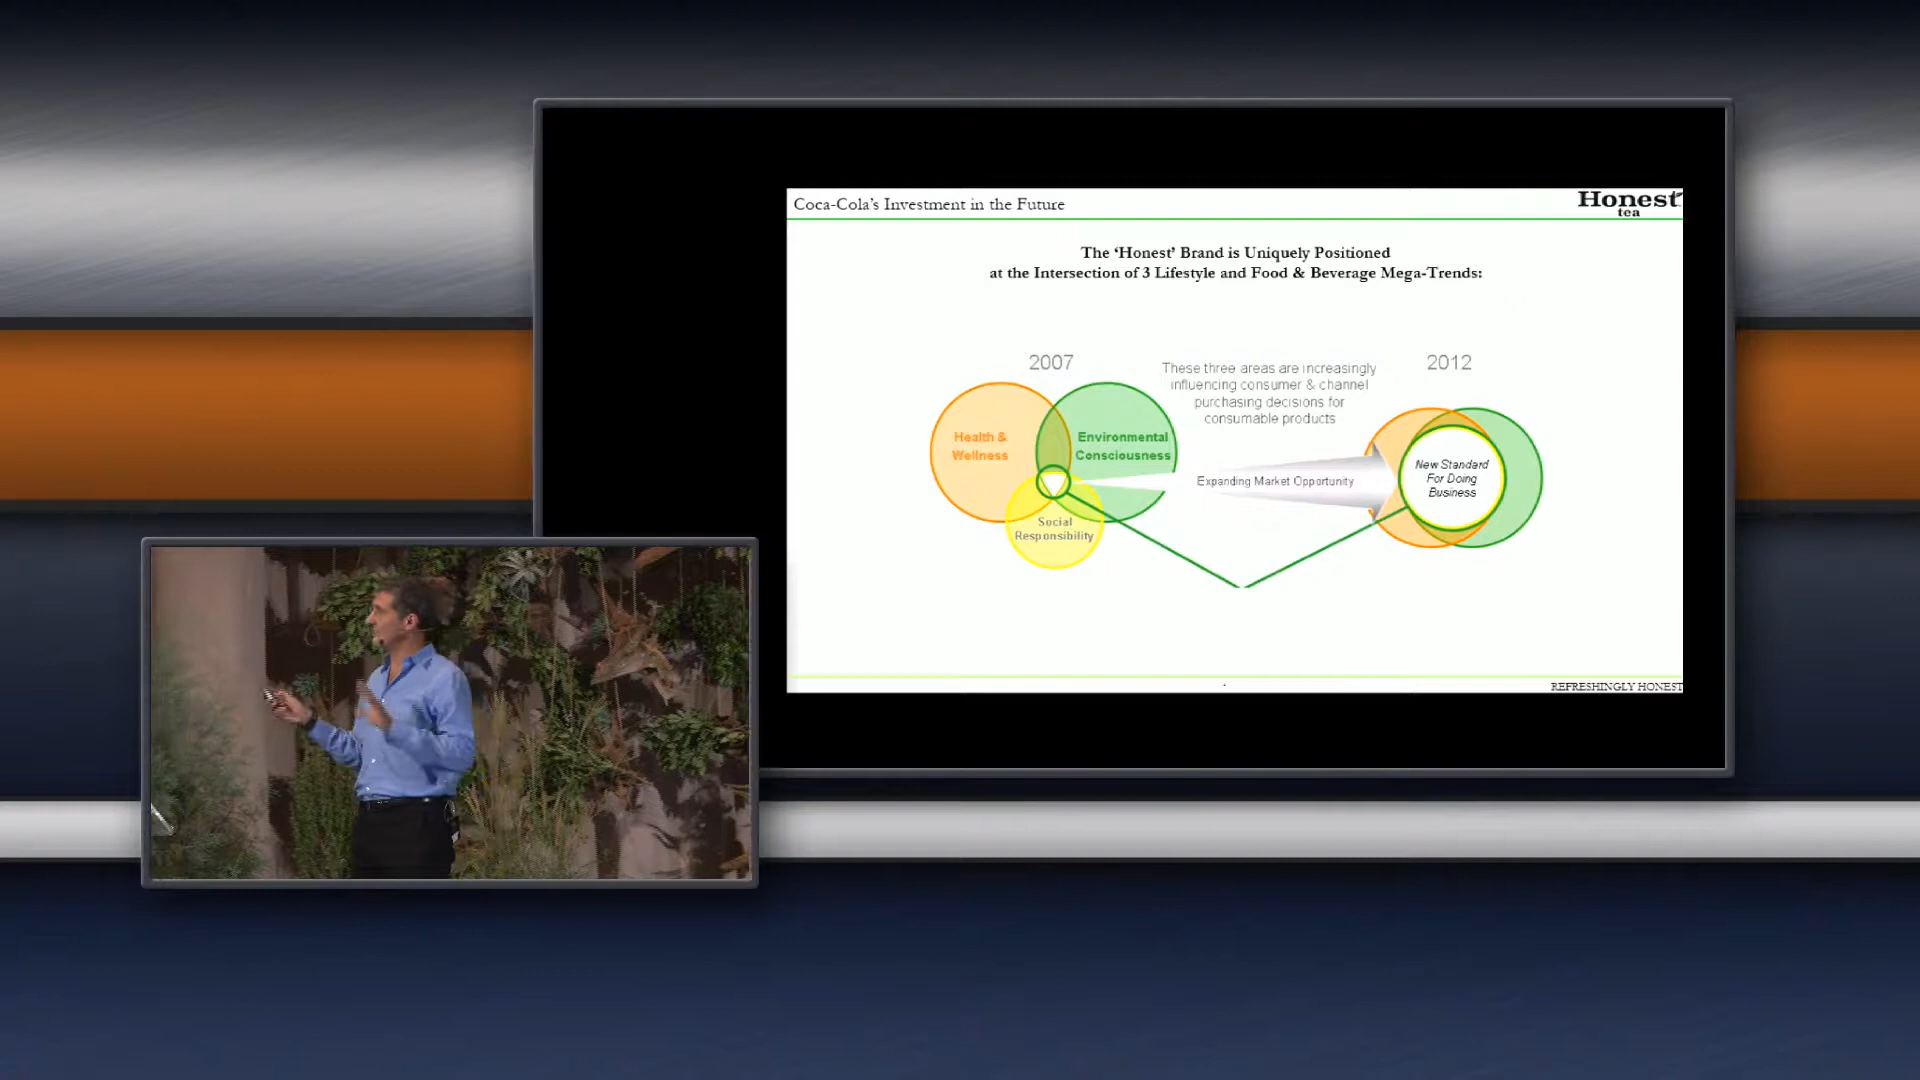 Coca-Cola's Investment in the Future
Honest
tea
The ‘Honest’ Brand is Uniquely Positioned
at the Intersection of 3 Lifestyle and Food & Beverage Mega-Trends:
2007
These three areas are increasingly
influencing consumer & channel
purchasing decisions for
consumable products
2012
Health &
Wellness
Environmental
Consciousness
Social
Responsibility
Expanding Market Opportunity
New Standard
For Doing
Business
REFRESHINGLY HONEST